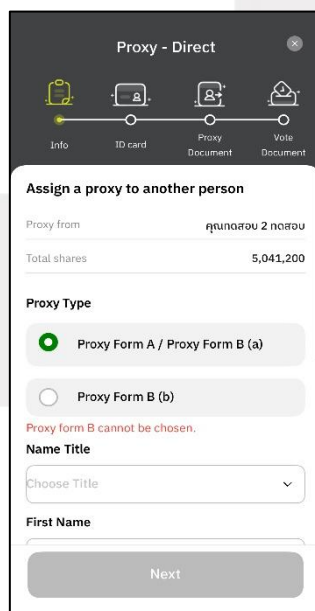 Proxy - Direct
Info
ID card
Proxy Document
Vote Document
Assign a proxy to another person
Proxy from คุณทดสอบ 2 ทดสอบ
Total shares 5,041,200
Proxy Type
Proxy Form A / Proxy Form B (a)
Proxy Form B (b)
Proxy form B cannot be chosen.
Name Title
Choose Title
First Name
Next